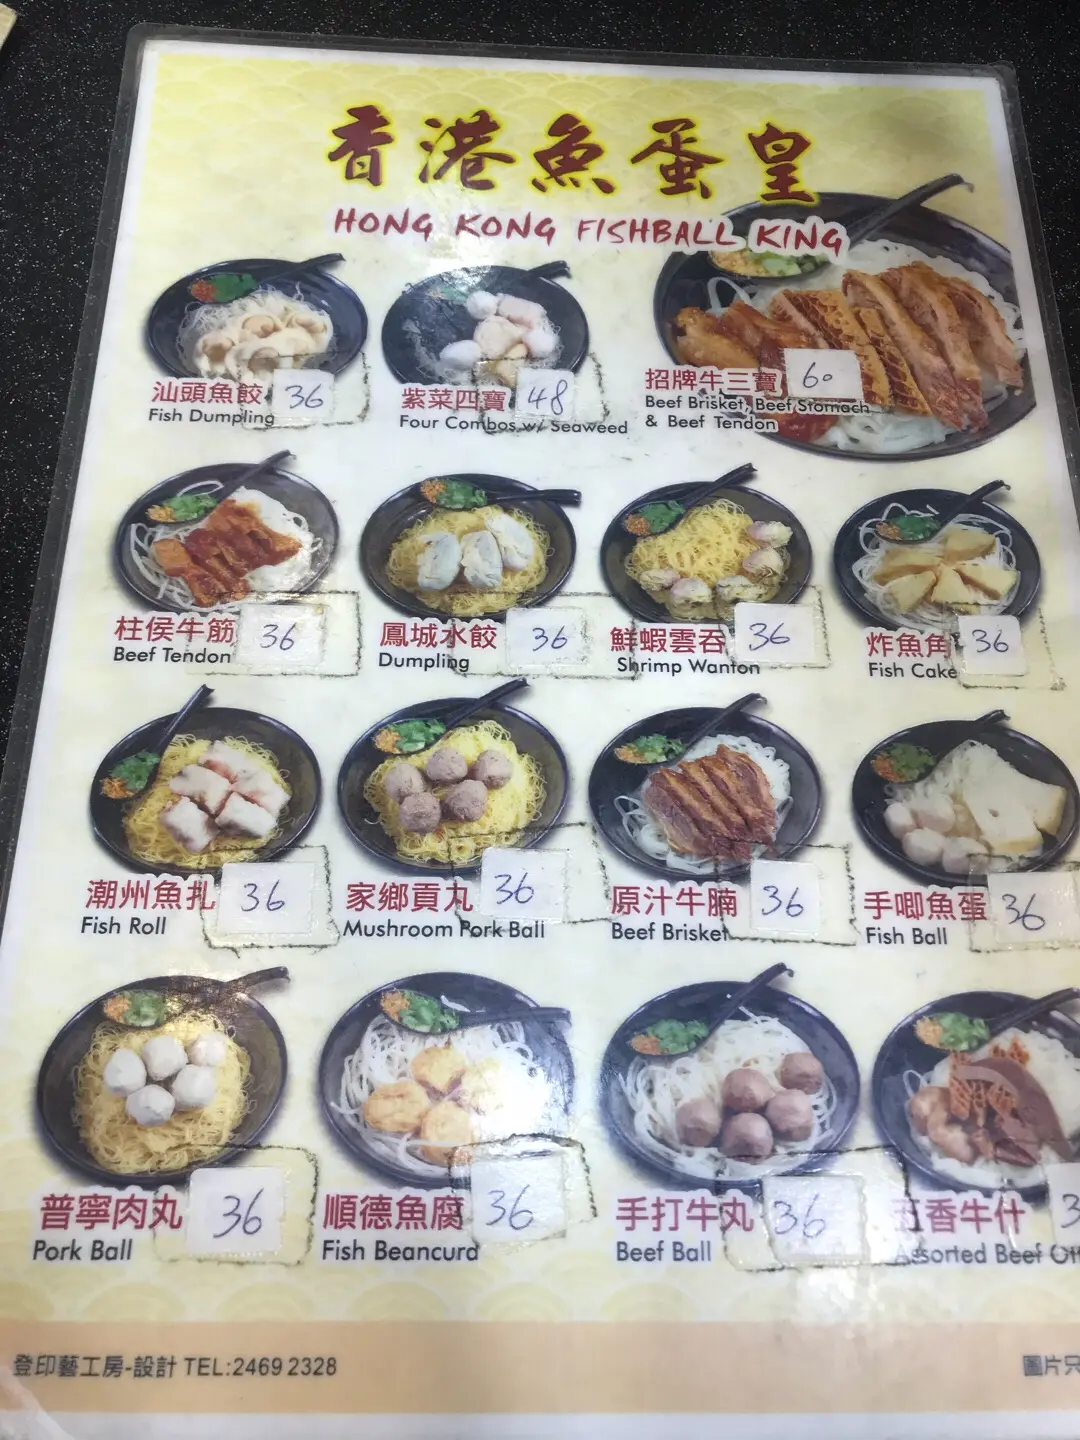 香港魚蛋皇
HONG KONG FISHBALL KING
汕頭魚餃 36
Fish Dumpling
紫菜四寶 48
Four Combos w/ Seaweed
招牌牛三寶 60
Beef Brisket, Beef Stomach
& Beef Tendon
柱侯牛筋 36
Beef Tendon
鳳城水餃 36
Dumpling
鮮蝦雲吞 36
Shrimp Wanton
炸魚角 36
Fish Cake
潮州魚扎 36
Fish Roll
家鄉貢丸 36
Mushroom Pork Ball
原汁牛腩 36
Beef Brisket
手唧魚蛋 36
Fish Ball
普寧肉丸 36
Pork Ball
順德魚腐 36
Fish Beancurd
手打牛丸 36
Beef Ball
五香牛什 3
Assorted Beef Off
登印藝工房-設計 TEL:2469 2328
圖片只